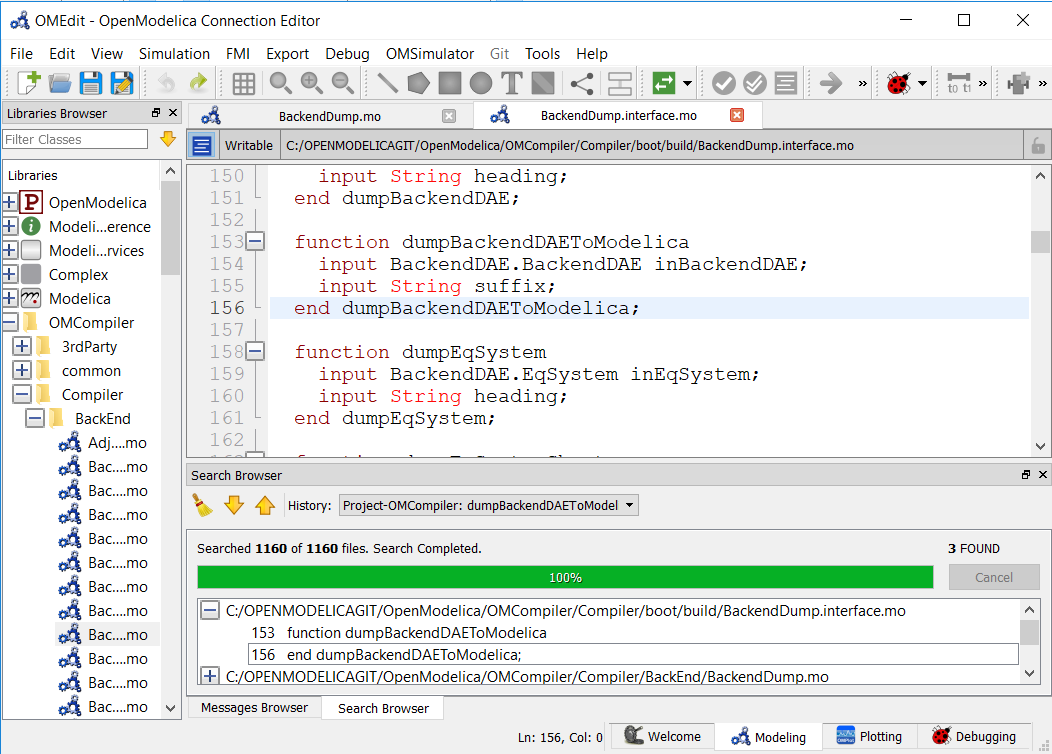 OMEdit - OpenModelica Connection Editor
File Edit View Simulation FMI Export Debug OMSimulator Git Tools Help
to t1 » »
»
Libraries Browser
Filter Classes
Libraries
OpenModelica
Modeli...erence
Modeli...rvices
Complex
Modelica
OMCompiler
3rdParty
common
Compiler
BackEnd
Adj....mo
Bac....mo
Bac....mo
Bac....mo
Bac....mo
Bac....mo
Bac....mo
Bac....mo
Bac....mo
Bac....mo
Bac....mo
Bac....mo
BackendDump.mo
BackendDump.interface.mo
Writable C:/OPENMODELICAGIT/OpenModelica/OMCompiler/Compiler/boot/build/BackendDump.interface.mo
150 input String heading;
151 end dumpBackendDAE;
152
153 function dumpBackendDAEToModelica
154 input BackendDAE.BackendDAE inBackendDAE;
155 input String suffix;
156 end dumpBackendDAEToModelica;
157
158 function dumpEqSystem
159 input BackendDAE.EqSystem inEqSystem;
160 input String heading;
161 end dumpEqSystem;
162
Search Browser
History: Project-OMCompiler: dumpBackendDAEToModel
Searched 1160 of 1160 files. Search Completed.
3 FOUND
100%
Cancel
C:/OPENMODELICAGIT/OpenModelica/OMCompiler/Compiler/boot/build/BackendDump.interface.mo
153 function dumpBackendDAEToModelica
156 end dumpBackendDAEToModelica;
C:/OPENMODELICAGIT/OpenModelica/OMCompiler/Compiler/BackEnd/BackendDump.mo
Messages Browser Search Browser
Ln: 156, Col: 0 Welcome Modeling Plotting Debugging